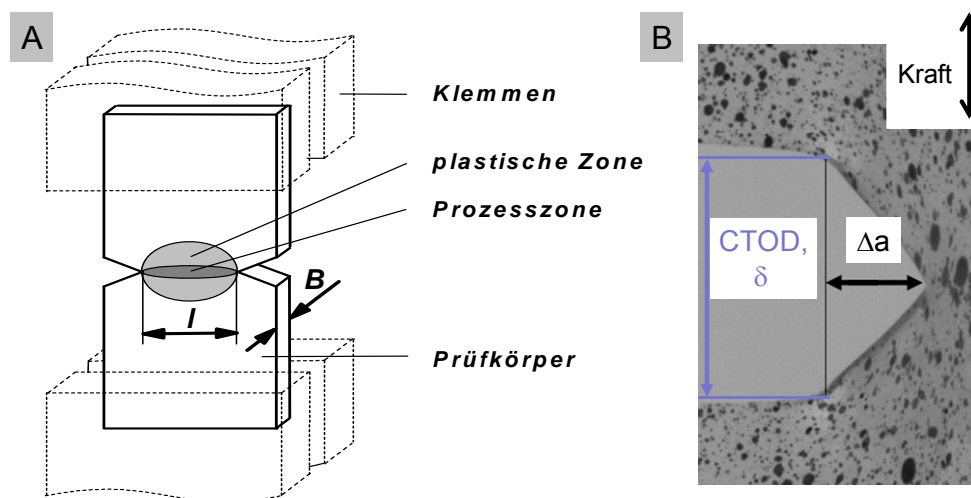 A
Klemmen
plastische Zone
Prozesszone
B
l
Prüfkörper
B
Kraft
CTOD,
δ
Δa